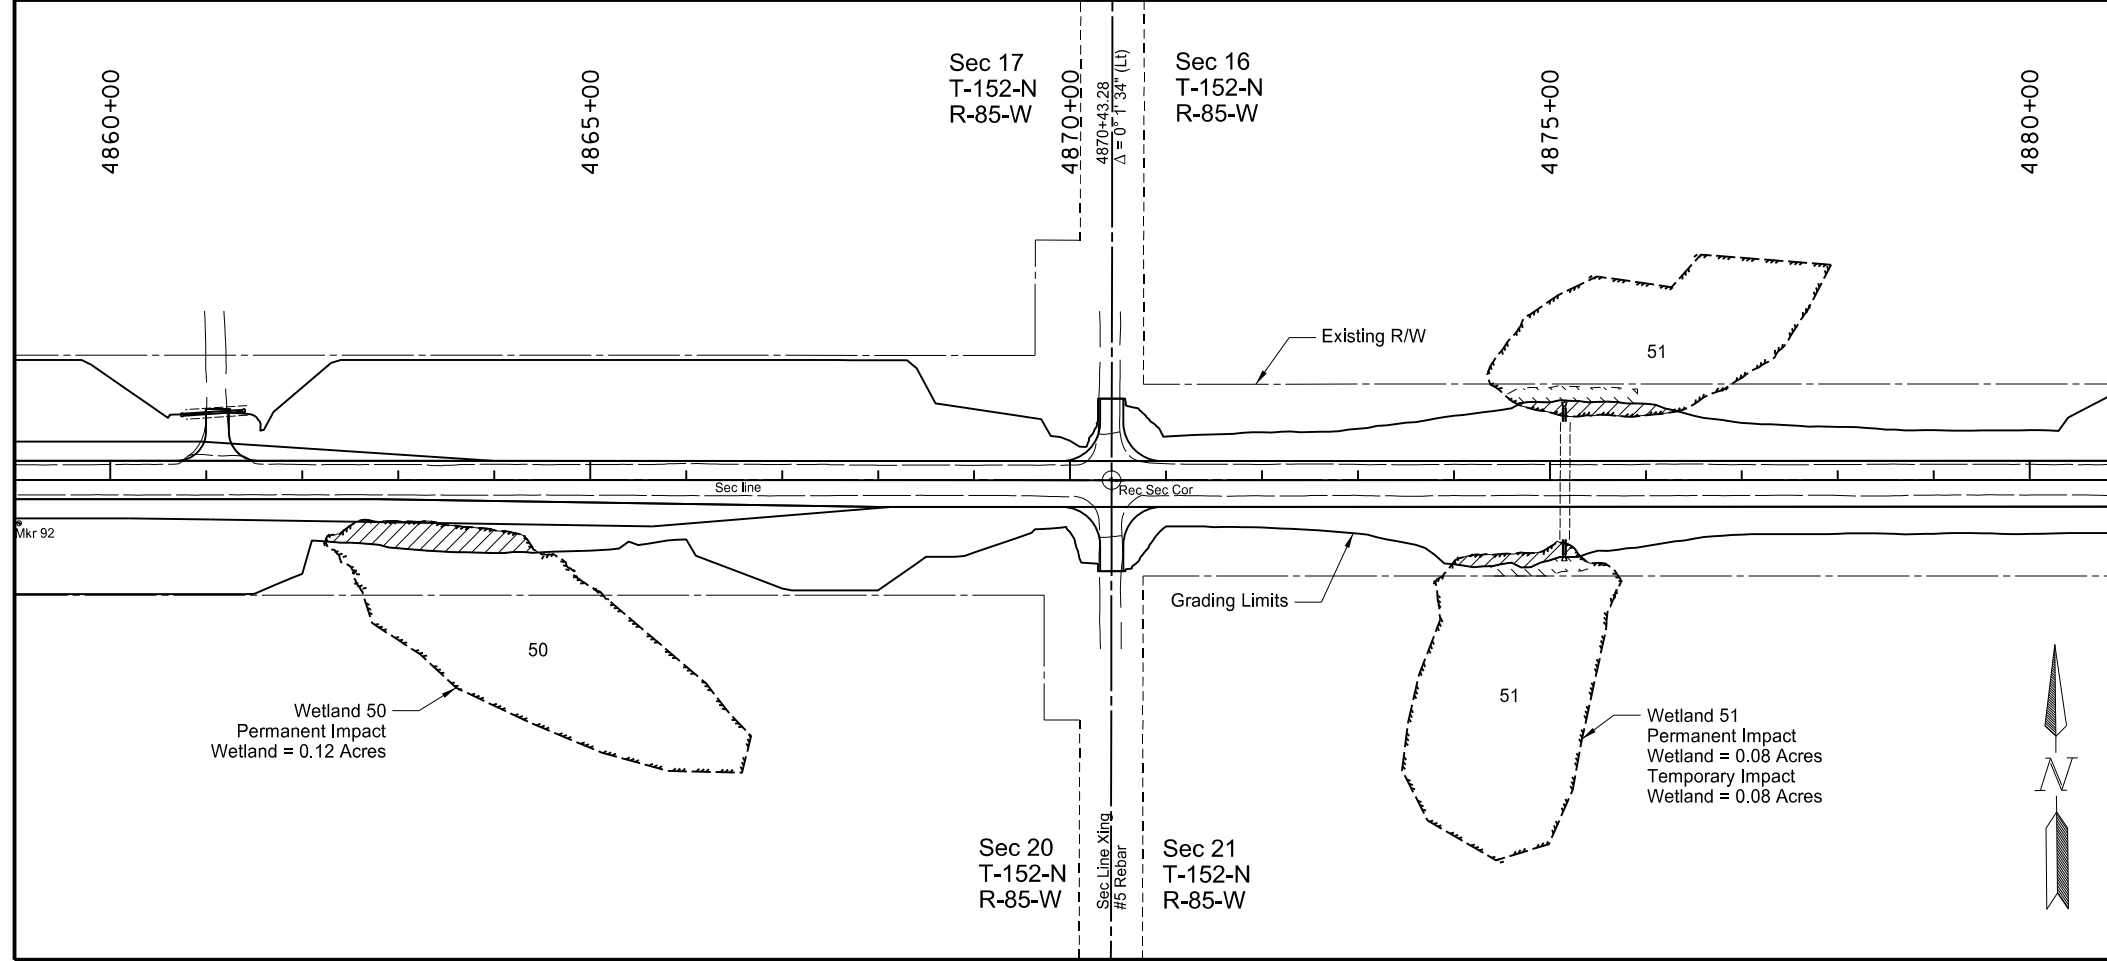 4860+00
4865+00
Sec 17
T-152-N
R-85-W
4870+00
4870+43.28
Δ = 0° 1' 34" (Lt)
Sec 16
T-152-N
R-85-W
4875+00
4880+00
Existing R/W
51
Sec line
Rec Sec Cor
Mkr 92
Grading Limits
50
51
Wetland 50
Permanent Impact
Wetland = 0.12 Acres
Wetland 51
Permanent Impact
Wetland = 0.08 Acres
Temporary Impact
Wetland = 0.08 Acres
N
Sec 20
T-152-N
R-85-W
Sec Line Xing
#5 Rebar
Sec 21
T-152-N
R-85-W